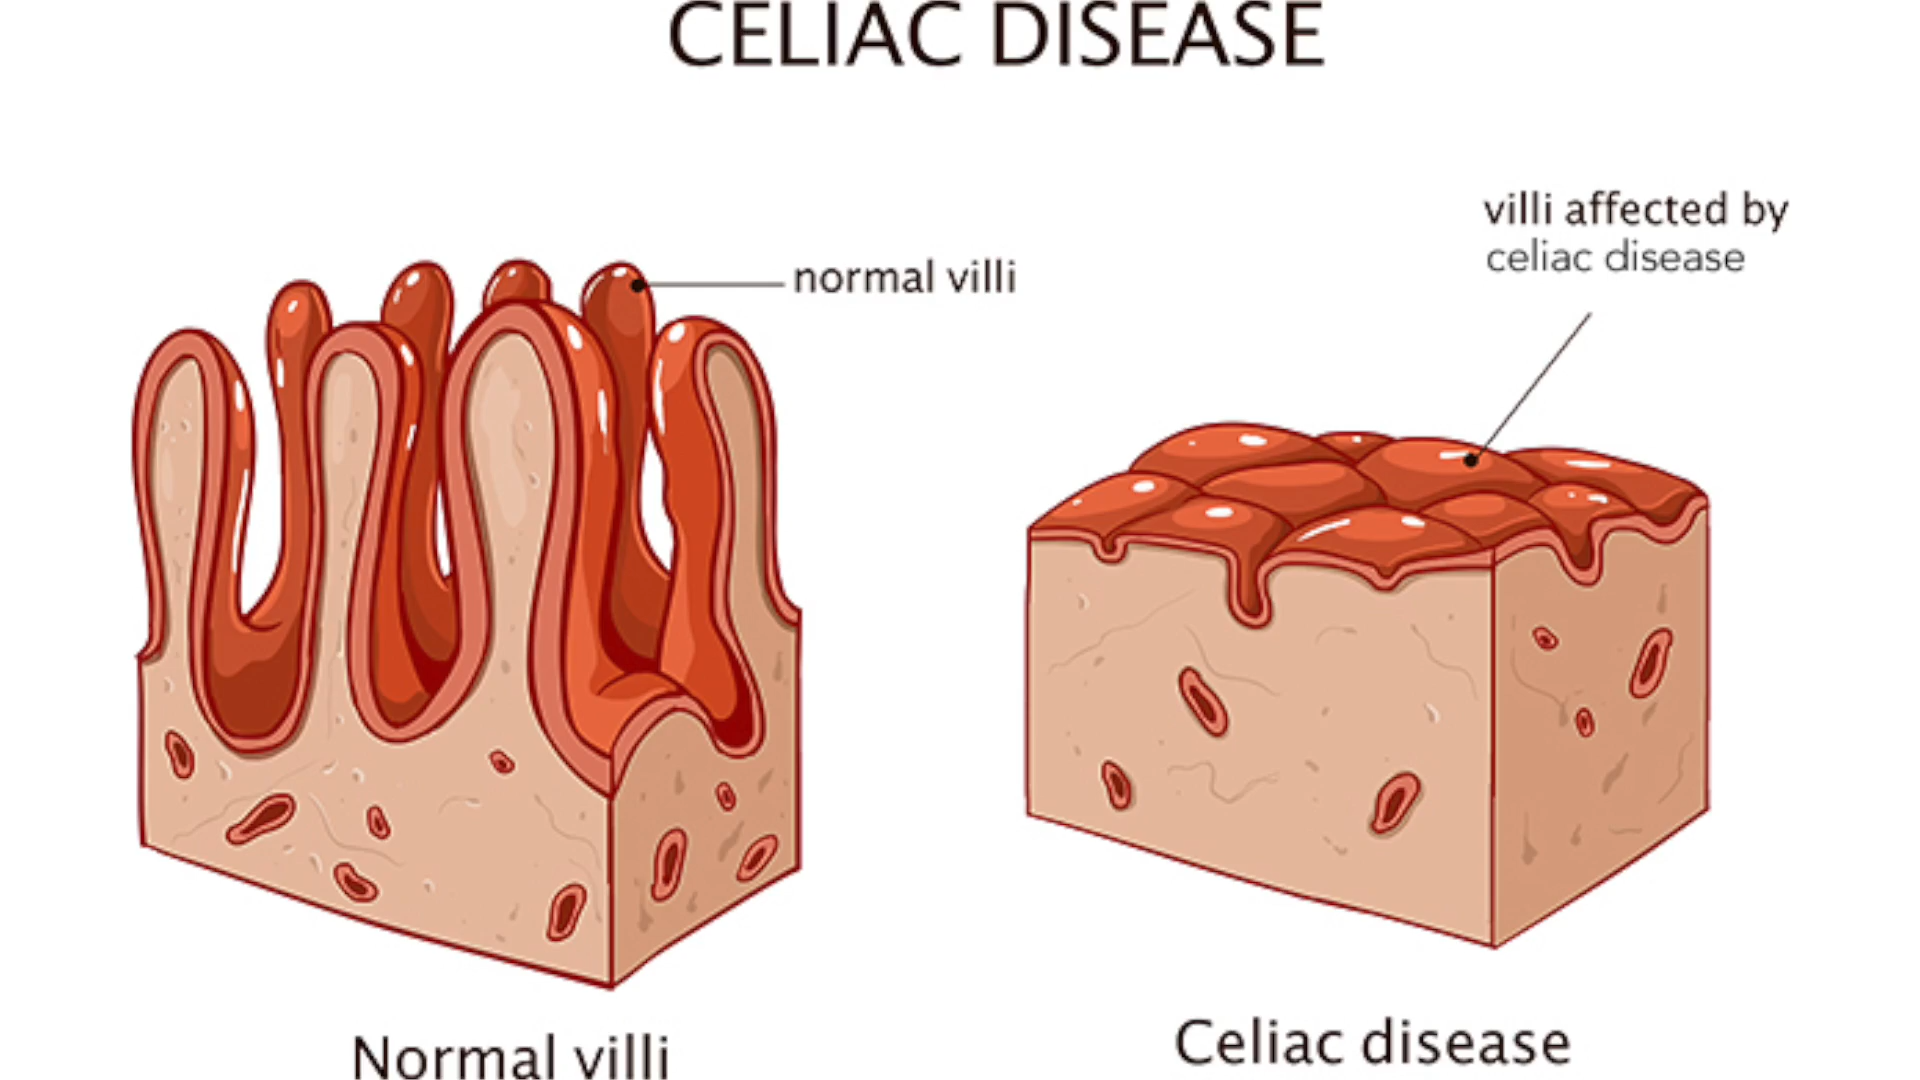 CELIAC DISEASE
villi affected by
celiac disease
normal villi
Normal villi
Celiac disease